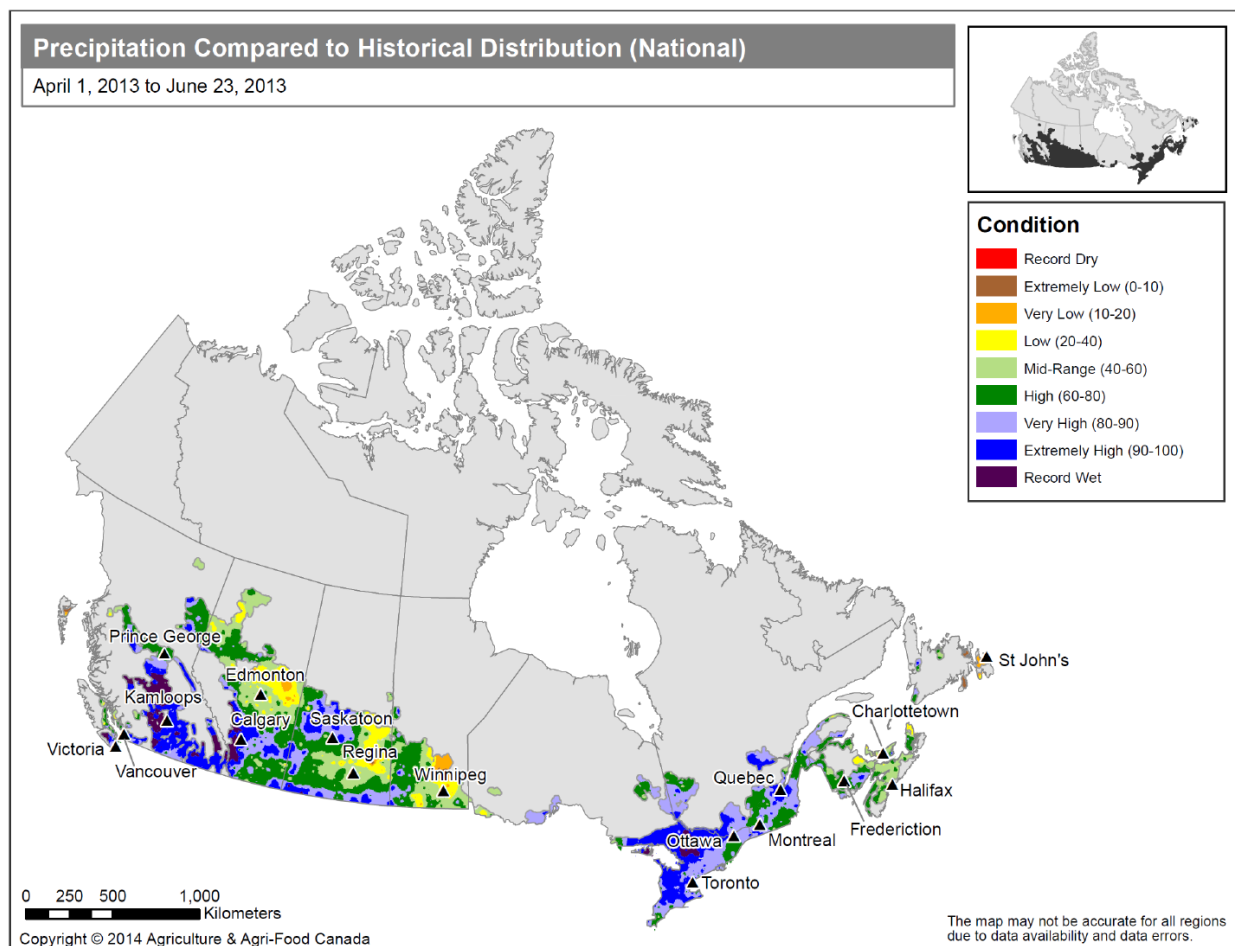 Precipitation Compared to Historical Distribution (National)
April 1, 2013 to June 23, 2013
Condition
Record Dry
Extremely Low (0-10)
Very Low (10-20)
Low (20-40)
Mid-Range (40-60)
High (60-80)
Very High (80-90)
Extremely High (90-100)
Record Wet
Prince George
Edmonton
Kamloops
Calgary
Saskatoon
Regina
Victoria
Vancouver
Winnipeg
St John's
Charlottetown
Quebec
Halifax
Frederiction
Ottawa
Montreal
Toronto
0 250 500 1,000
Kilometers
Copyright © 2014 Agriculture & Agri-Food Canada
The map may not be accurate for all regions
due to data availability and data errors.